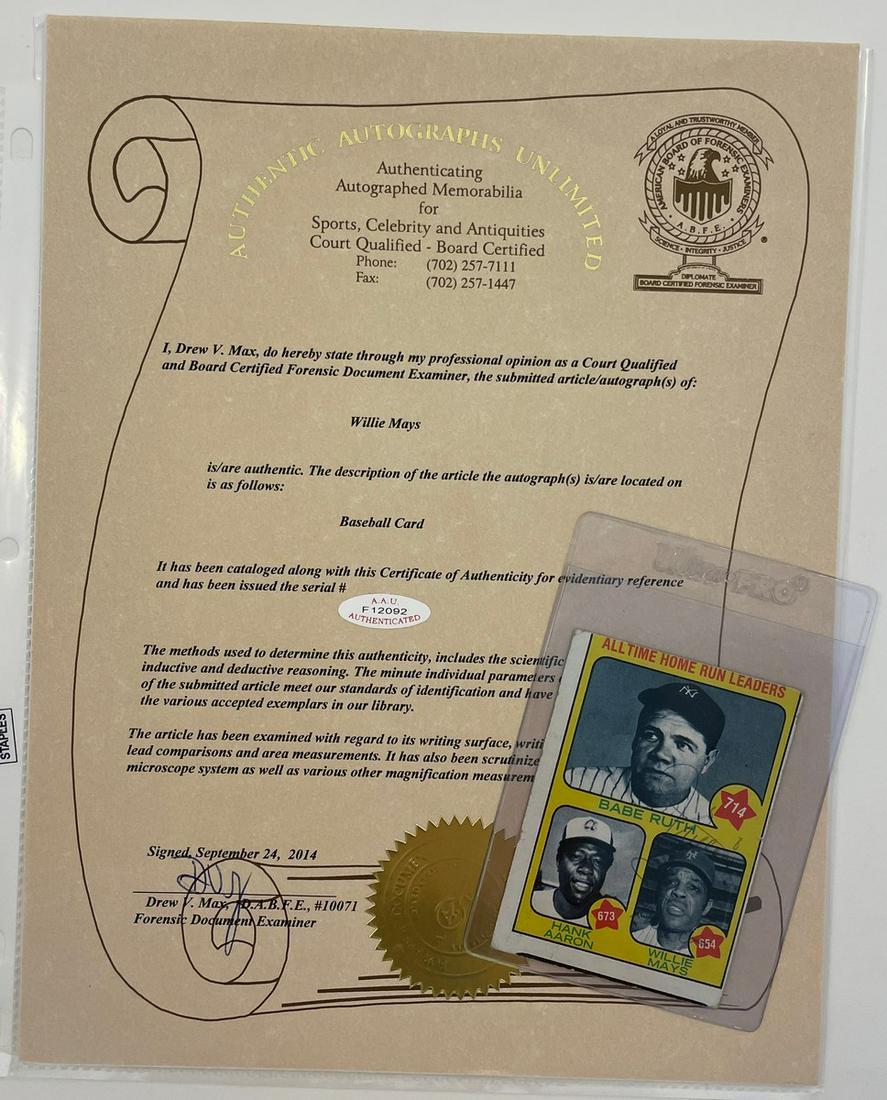 AUTHENTIC AUTOGRAPHS UNLIMITED
Authenticating
Autographed Memorabilia
for
Sports, Celebrity and Antiquities
Court Qualified - Board Certified
Phone: (702) 257-7111
Fax: (702) 257-1447
A LOYAL AND TRUSTWORTHY MEMBER
AMERICAN BOARD OF FORENSIC EXAMINERS
A.B.F.E.
SCIENCE • INTEGRITY • JUSTICE
®
DIPLOMATE
BOARD CERTIFIED FORENSIC EXAMINER
I, Drew V. Max, do hereby state through my professional opinion as a Court Qualified
and Board Certified Forensic Document Examiner, the submitted article/autograph(s) of:
Willie Mays
is/are authentic. The description of the article the autograph(s) is/are located on
is as follows:
Baseball Card
It has been cataloged along with this Certificate of Authenticity for evidentiary reference
and has been issued the serial #
A.A.U.
F12092
AUTHENTICATED
The methods used to determine this authenticity, includes the scientific
inductive and deductive reasoning. The minute individual parameters
of the submitted article meet our standards of identification and have
the various accepted exemplars in our library.
The article has been examined with regard to its writing surface,
lead comparisons and area measurements. It has also been
microscope system as well as various other magnification
Signed, September 24, 2014
Drew V. Max, D.A.B.F.E., #10071
Forensic Document Examiner
STAPLES
ALL TIME HOME RUN LEADERS
NY
714
BABE RUTH
673
HANK
AARON
654
WILLIE
MAYS